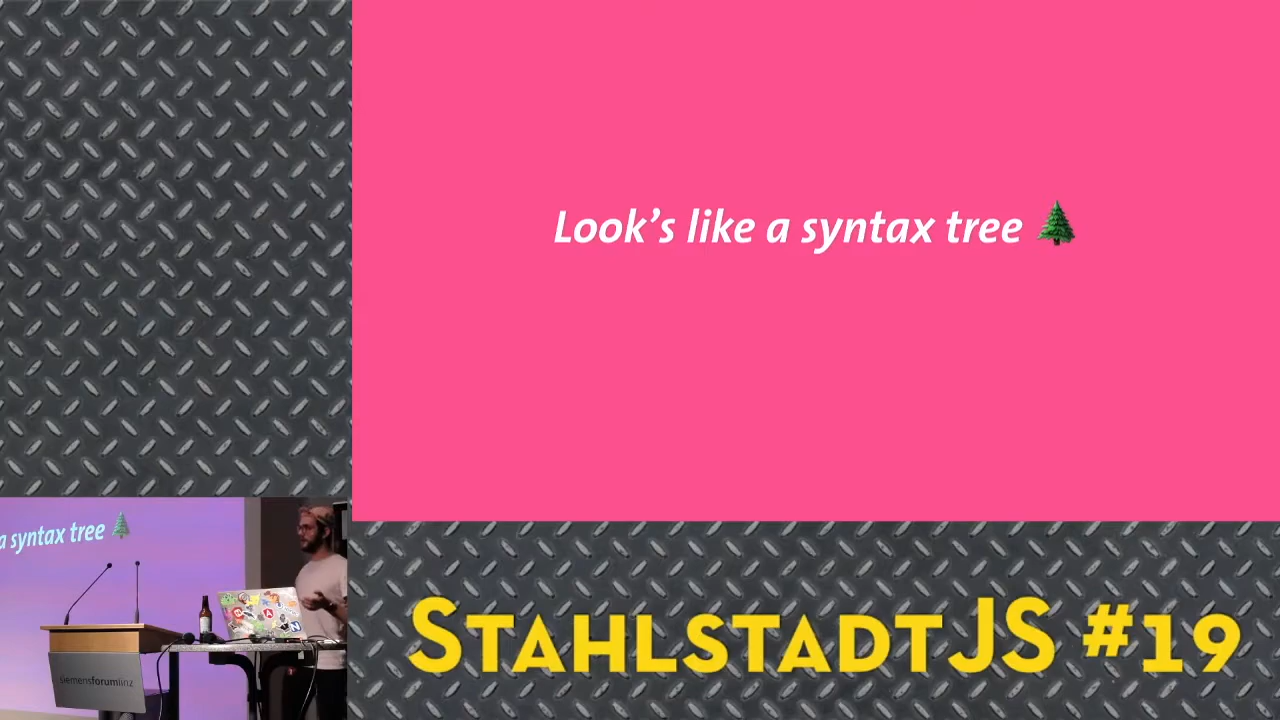 Look’s like a syntax tree 🌲
a syntax tree 🌲
siemensforumlinz
STAHLSTADTJS #19